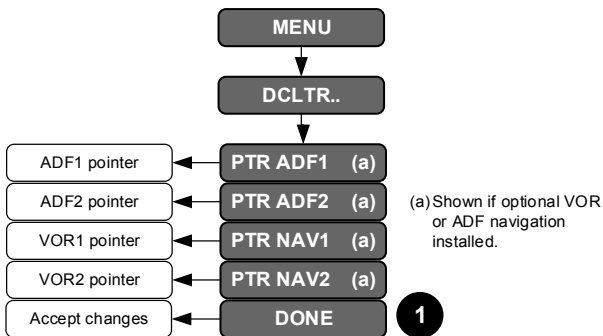 MENU
DCLTR..
ADF1 pointer
PTR ADF1 (a)
ADF2 pointer
PTR ADF2 (a)
VOR1 pointer
PTR NAV1 (a)
VOR2 pointer
PTR NAV2 (a)
Accept changes
DONE
1
(a) Shown if optional VOR
or ADF navigation
installed.